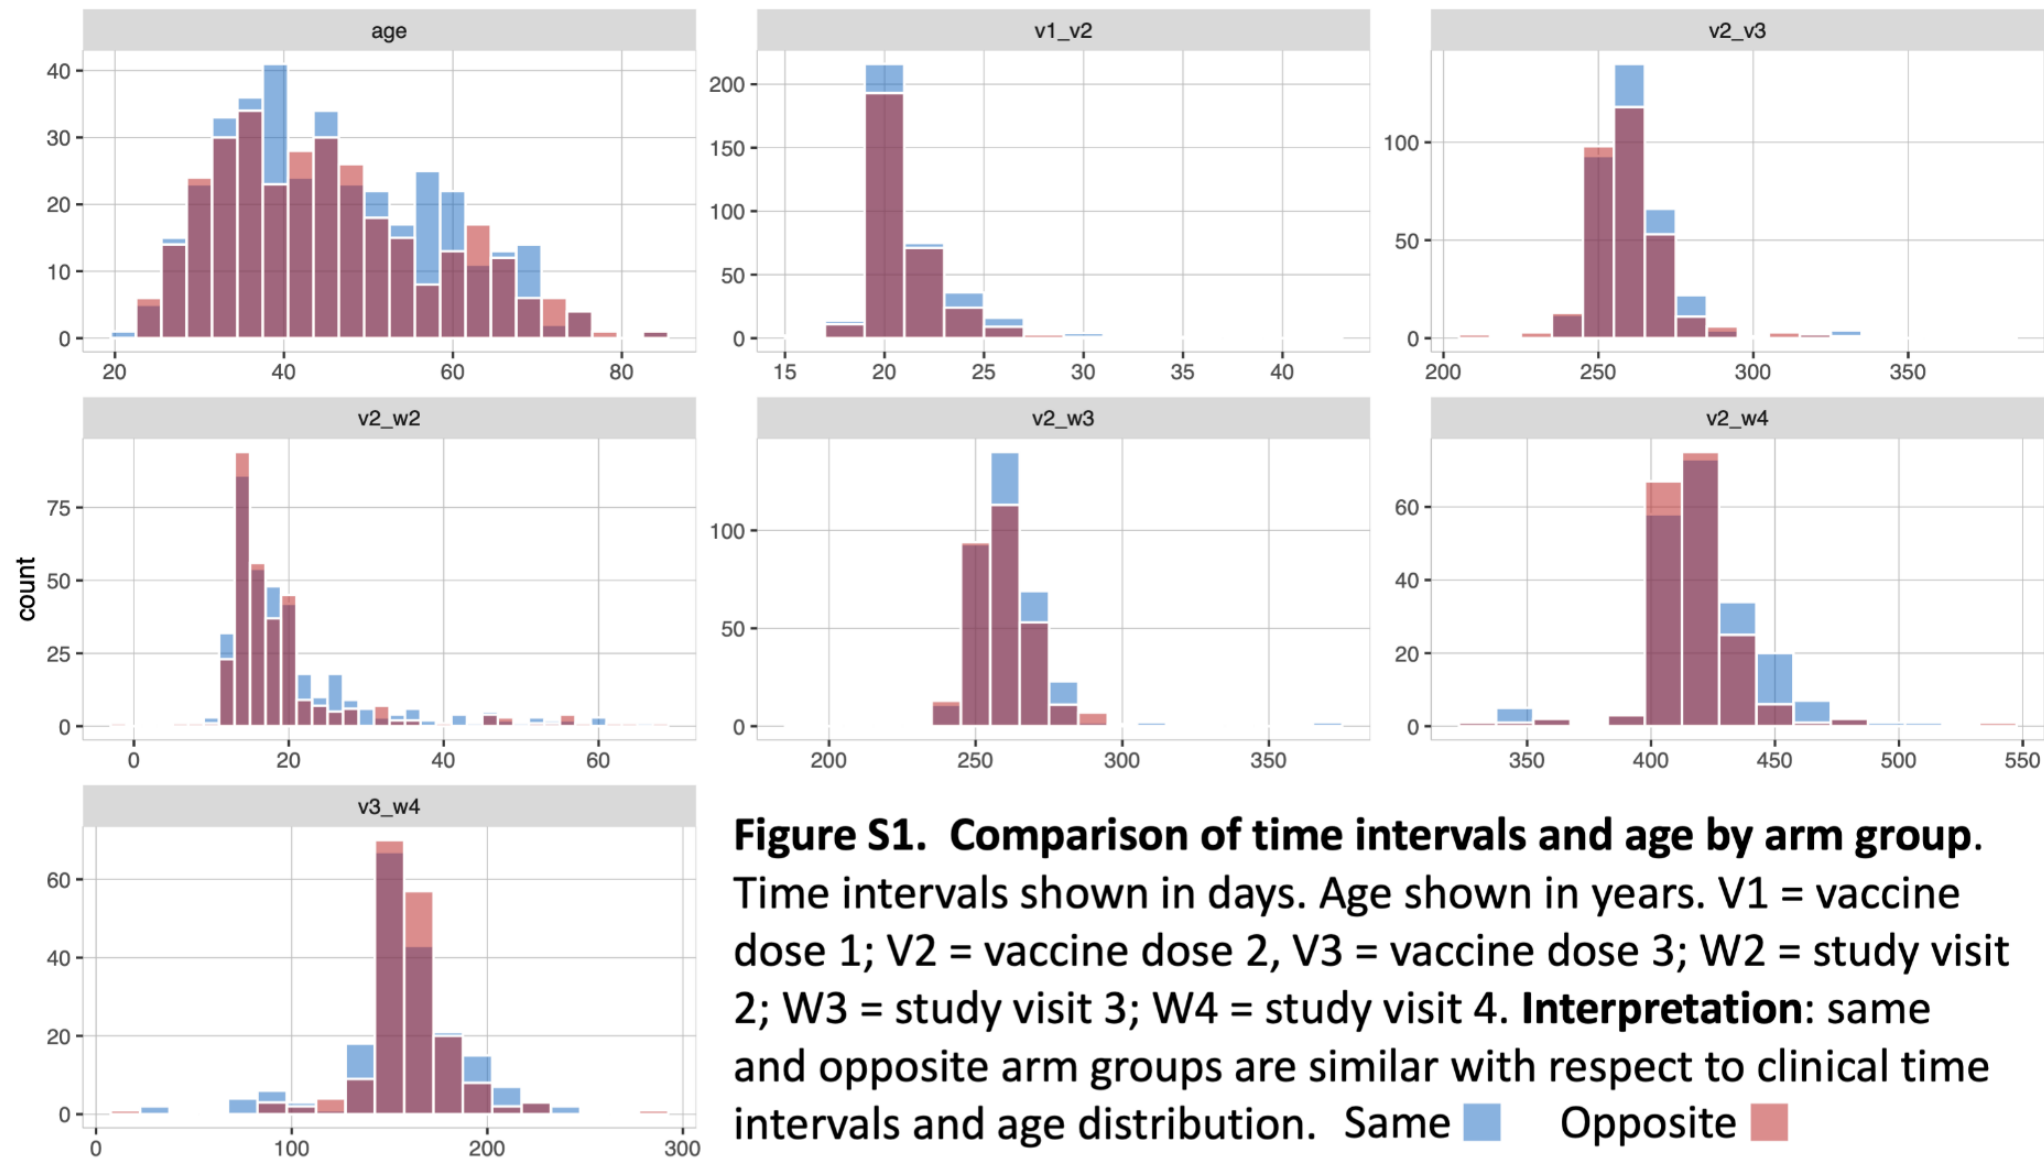 age
v1_v2
v2_v3
40
30
20
10
0
20 40 60 80
200
150
100
50
0
15 20 25 30 35 40
100
50
0
200 250 300 350
v2_w2
v2_w3
v2_w4
count
75
50
25
0
0 20 40 60
100
50
0
200 250 300 350
60
40
20
0
350 400 450 500 550
v3_w4
60
40
20
0
0 100 200 300
Figure S1.  Comparison of time intervals and age by arm group.
Time intervals shown in days. Age shown in years. V1 = vaccine
dose 1; V2 = vaccine dose 2, V3 = vaccine dose 3; W2 = study visit
2; W3 = study visit 3; W4 = study visit 4. Interpretation: same
and opposite arm groups are similar with respect to clinical time
intervals and age distribution. Same Opposite